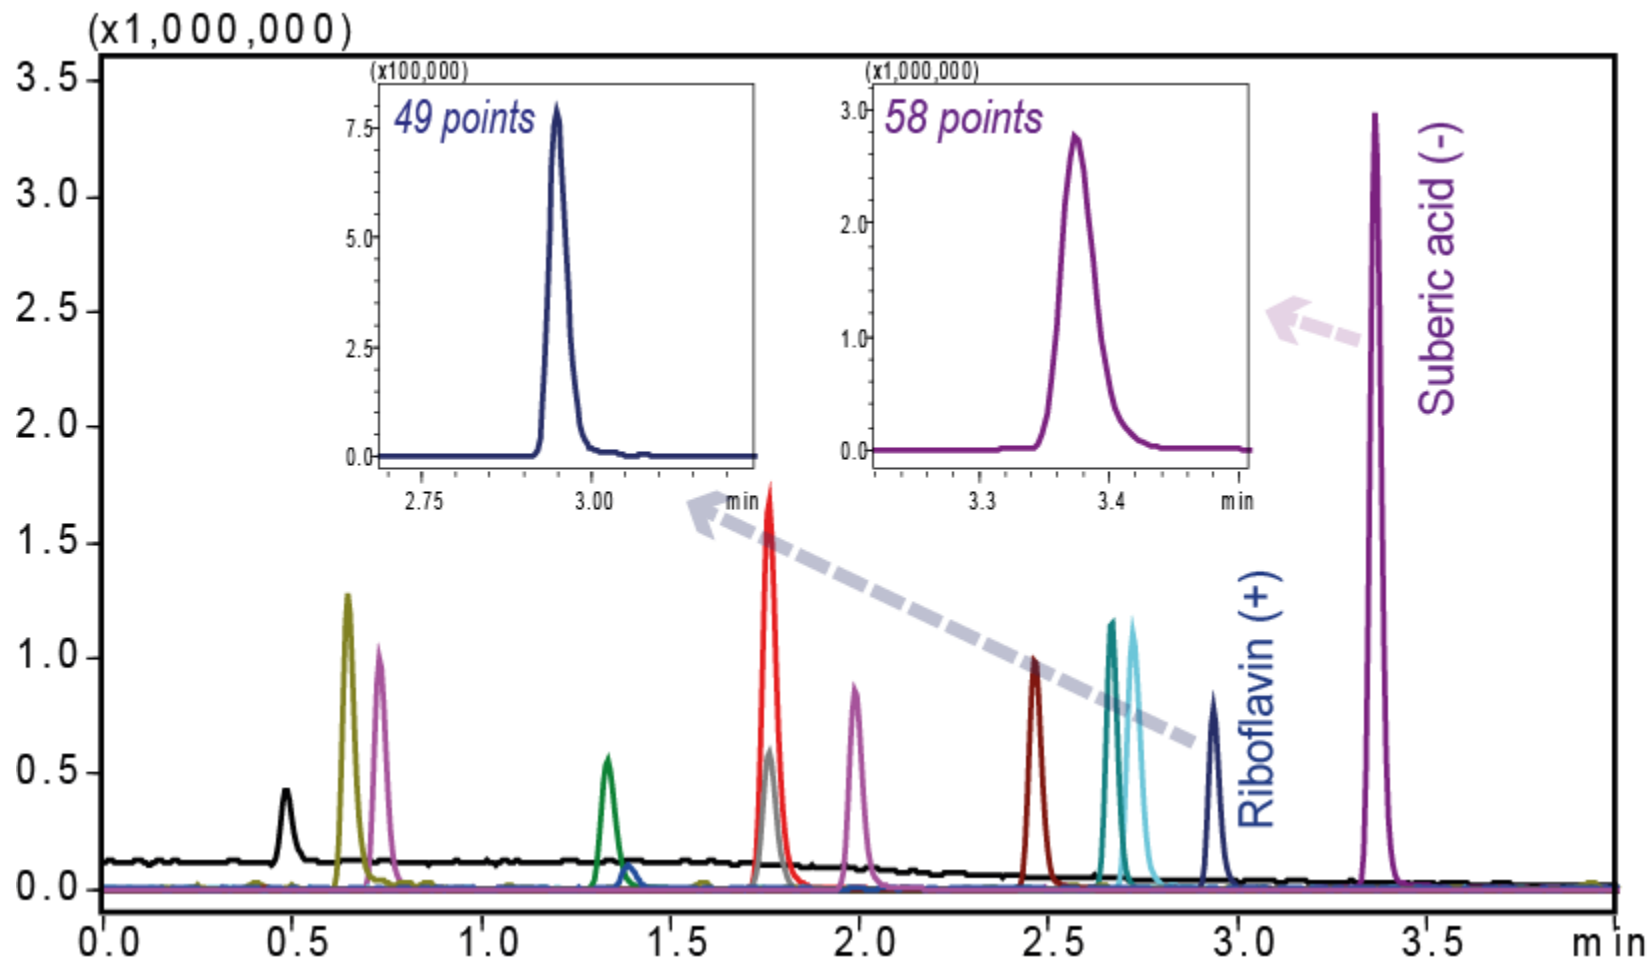 (x1,000,000)
3.5
3.0
2.5
2.0
1.5
1.0
0.5
0.0
0.0 0.5 1.0 1.5 2.0 2.5 3.0 3.5 min
(x100,000)
49 points
7.5
5.0
2.5
0.0
2.75 3.00 min
(x1,000,000)
58 points
3.0
2.0
1.0
0.0
3.3 3.4 min
Riboflavin (+)
Suberic acid (-)